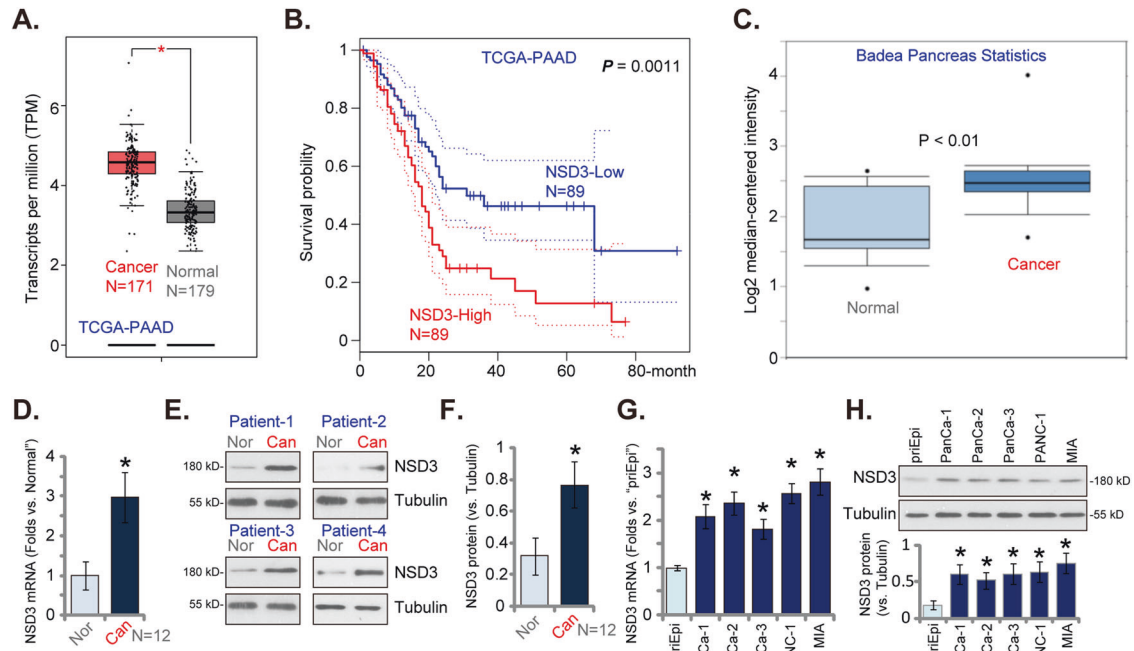 A.
*
Transcripts per million (TPM)
6
4
2
0
Cancer
N=171
Normal
N=179
TCGA-PAAD
B.
TCGA-PAAD
P = 0.0011
Survival probility
1
0.8
0.6
0.4
0.2
0
NSD3-Low
N=89
NSD3-High
N=89
0
20
40
60
80-month
C.
Badea Pancreas Statistics
P < 0.01
Log2 median-centered intensity
4
3
2
1
0
Normal
Cancer
D.
NSD3 mRNA (Folds vs. Normal”)
4
3
2
1
0
*
Nor
Can
N=12
E.
Patient-1
Patient-2
Nor Can
Nor Can
180 kD-
NSD3
55 kD-
Tubulin
Patient-3
Patient-4
Nor Can
Nor Can
180 kD-
NSD3
55 kD-
Tubulin
F.
NSD3 protein (vs. Tubulin)
1
0.8
0.6
0.4
0.2
0
*
Nor
Can
N=12
G.
NSD3 mRNA (Folds vs. “priEpi”)
3
2
1
0
* * * * *
riEpi
Ca-1
Ca-2
Ca-3
NC-1
MIA
H.
priEpi
PanCa-1
PanCa-2
PanCa-3
PANC-1
MIA
NSD3
-180 kD
Tubulin
-55 kD
NSD3 protein
(vs. Tubulin)
1
0.5
0
* * * * *
riEpi
Ca-1
Ca-2
Ca-3
NC-1
MIA